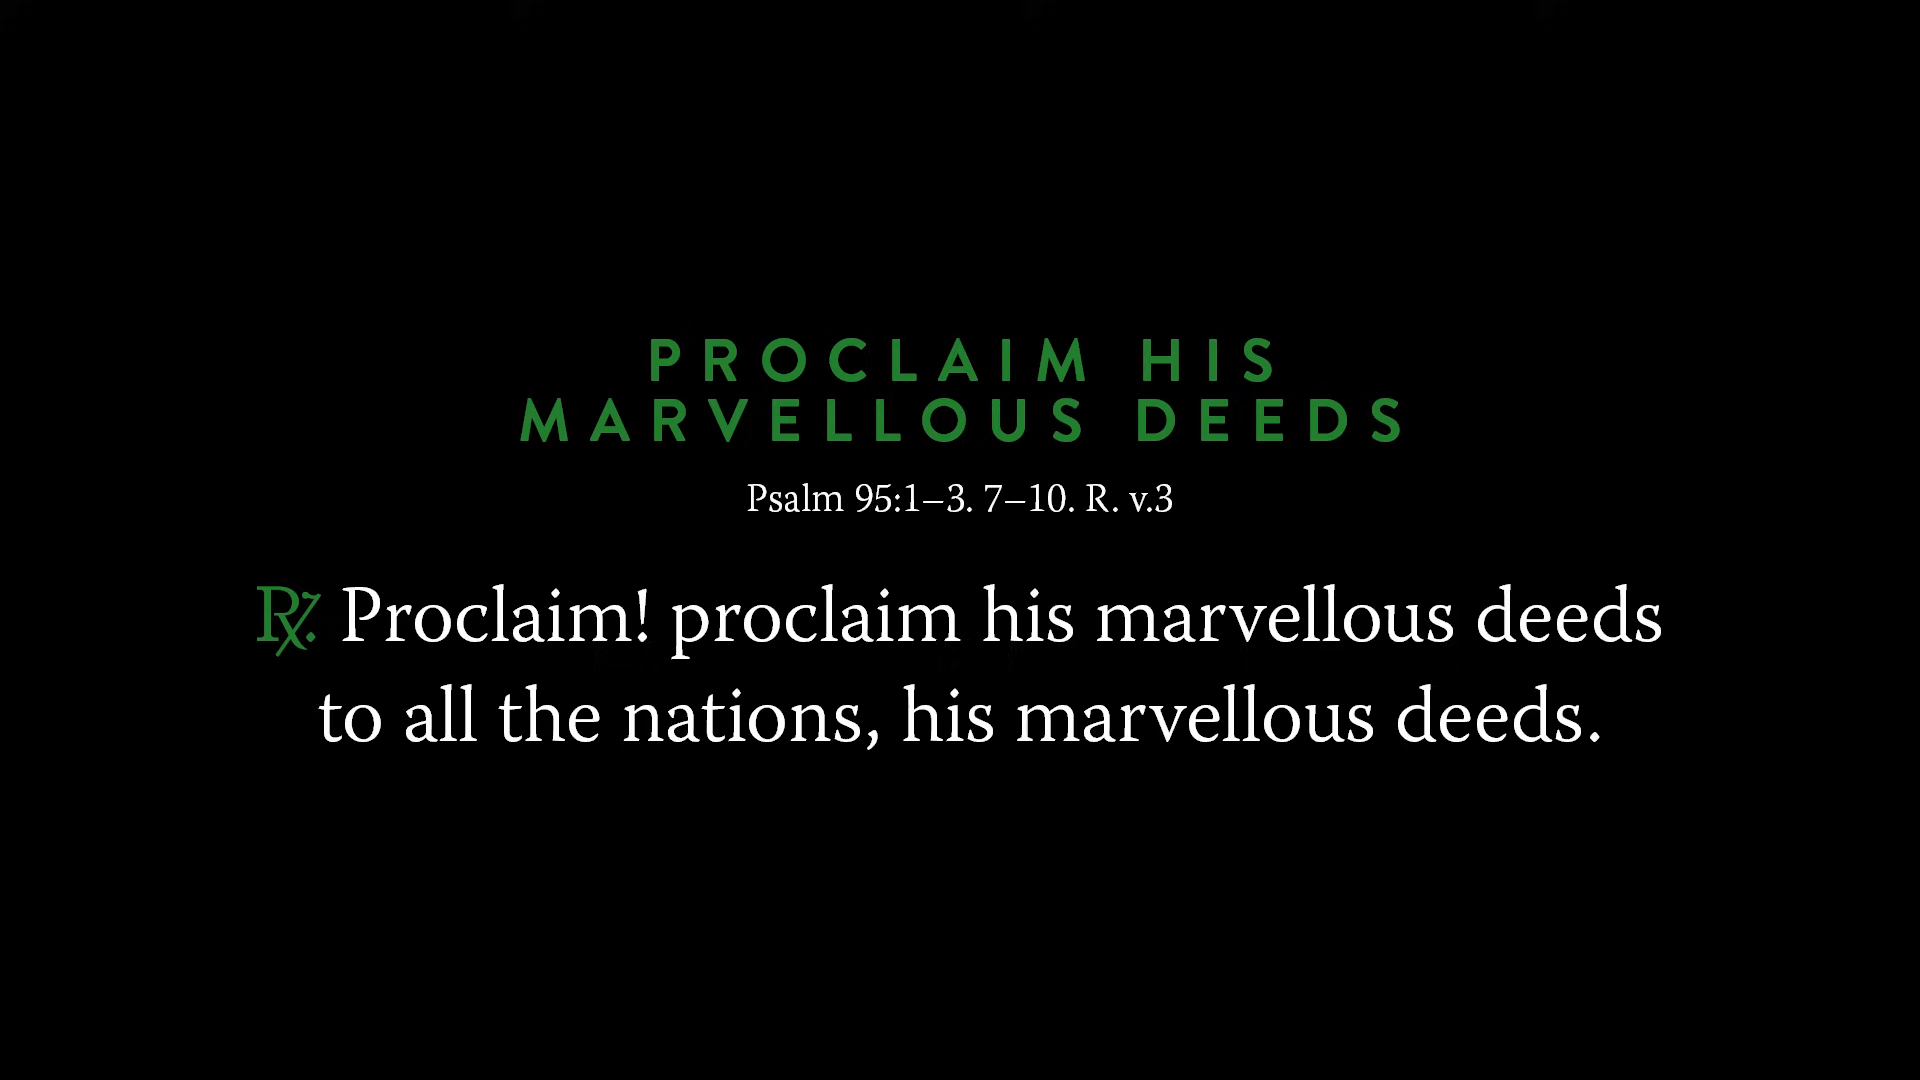 PROCLAIM HIS
MARVELLOUS DEEDS
Psalm 95:1–3. 7–10. R. v.3
℟. Proclaim! proclaim his marvellous deeds
to all the nations, his marvellous deeds.